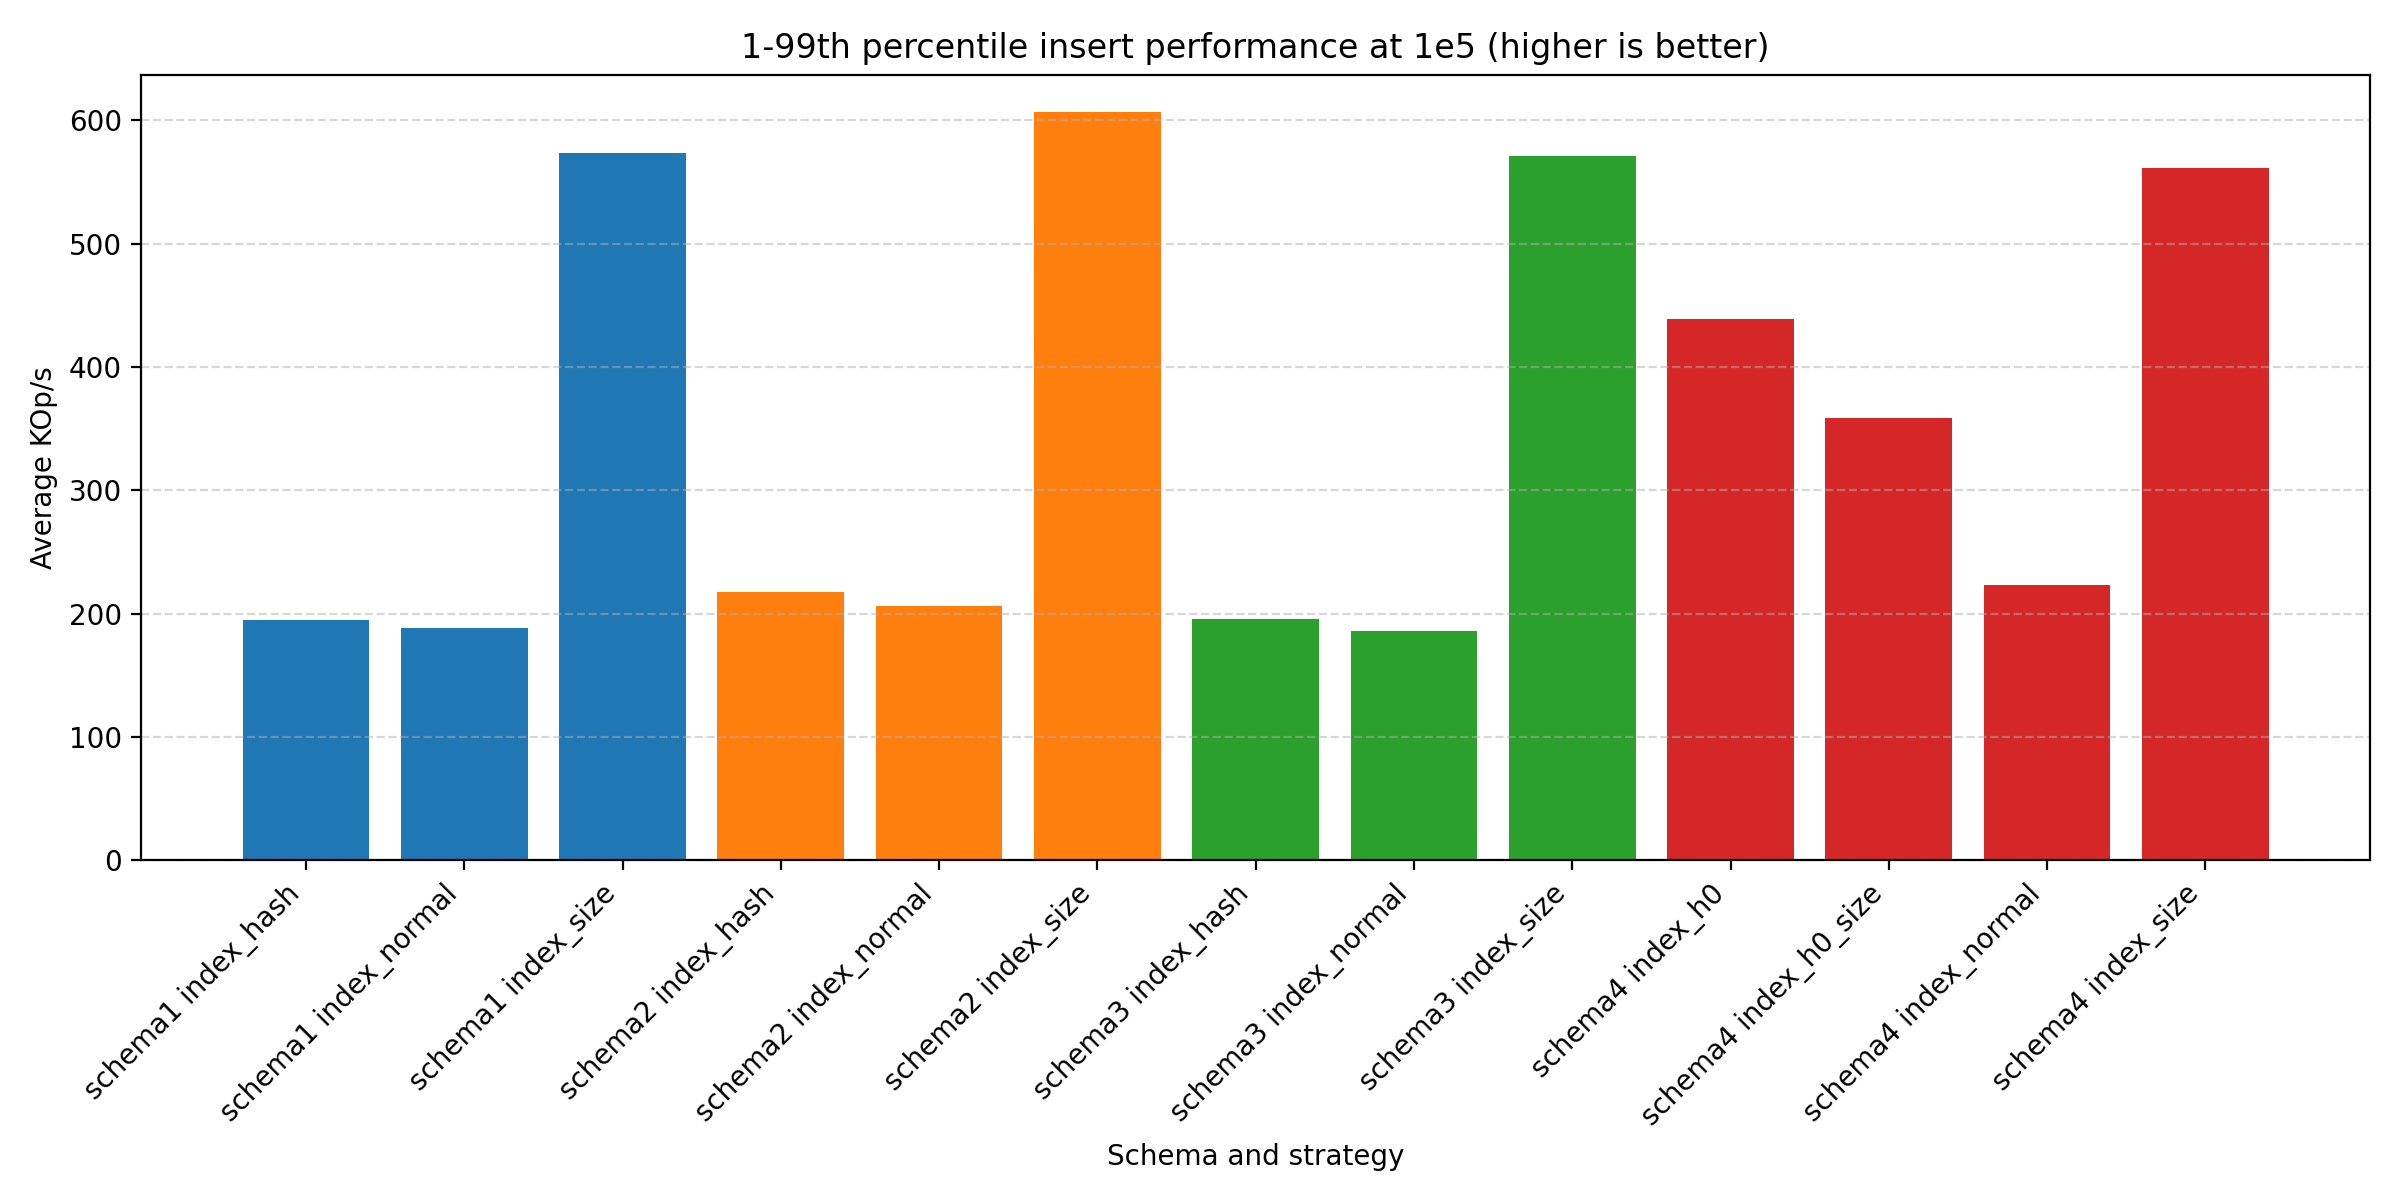 1-99th percentile insert performance at 1e5 (higher is better)
Average KOp/s
600
500
400
300
200
100
0
schema1 index_hash
schema1 index_normal
schema1 index_size
schema2 index_hash
schema2 index_normal
schema2 index_size
schema3 index_hash
schema3 index_normal
schema3 index_size
schema4 index_h0
schema4 index_h0_size
schema4 index_normal
schema4 index_size
Schema and strategy